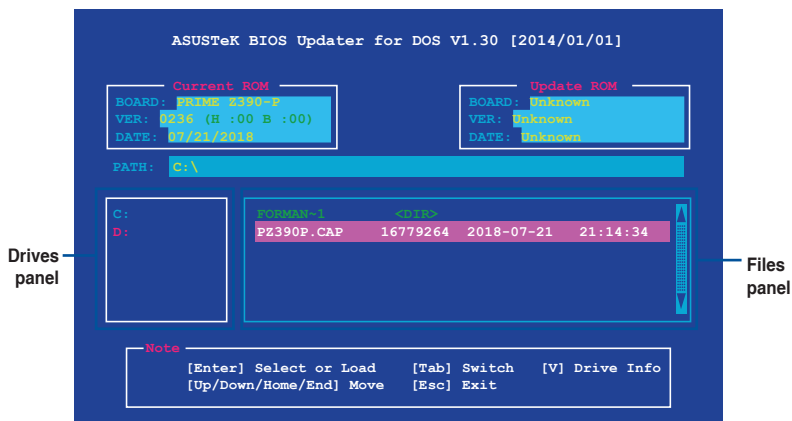 ASUSTeK BIOS Updater for DOS V1.30 [2014/01/01]
Current ROM
BOARD: PRIME Z390-P
VER: 0236 (H :00 B :00)
DATE: 07/21/2018
Update ROM
BOARD: Unknown
VER: Unknown
DATE: Unknown
PATH: C:\
C:
D:
FORMAN~1 <DIR>
PZ390P.CAP 16779264 2018-07-21 21:14:34
Drives
panel
Files
panel
Note
[Enter] Select or Load [Tab] Switch [V] Drive Info
[Up/Down/Home/End] Move [Esc] Exit